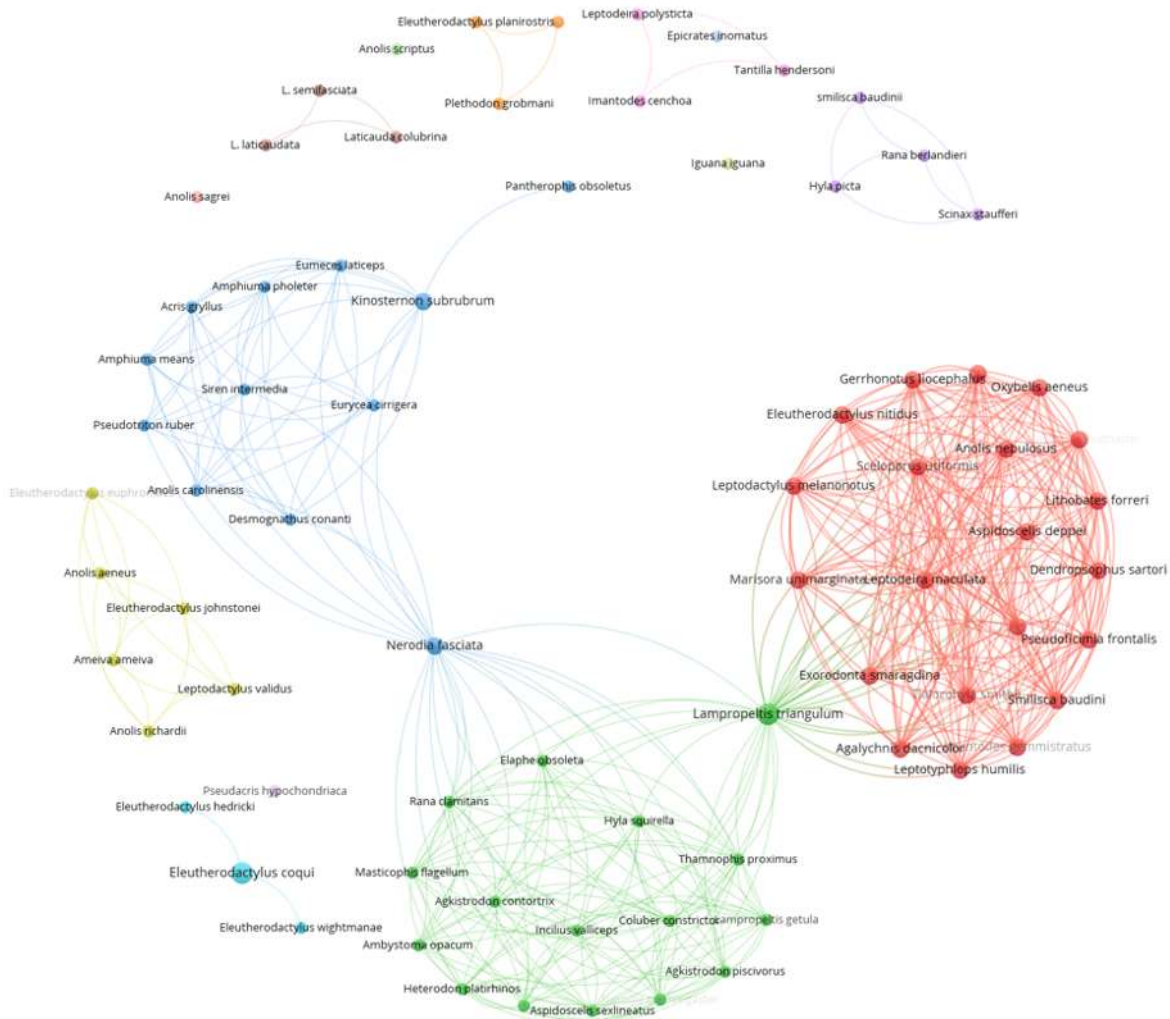 Eleutherodactylus planirostris
Leptodeira polysticta
Epicrates inornatus
Anolis scriptus
Tantilla hendersoni
L. semifasciata
Plethodon grobmani
Imantodes cenchoa
smilisca baudinii
Laticauda colubrina
L. laticaudata
Rana berlandieri
Iguana iguana
Pantherophis obsoletus
Hyla picta
Anolis sagrei
Scinax staufferi
Eumeces laticeps
Amphiuma pholeter
Kinosternon subrubrum
Acris gryllus
Amphiuma means
Gerrhonotus liocephalus
Oxybelis aeneus
Siren intermedia
Eurycea cirrigera
Eleutherodactylus nitidus
Pseudotriton ruber
Anolis nebulosus
Sceloporus utiformis
Leptodactylus melanonotus
Anolis carolinensis
Eleutherodactylus
Lithobates forreri
Desmognathus conanti
Aspidoscelis deppei
Anolis aeneus
Dendropsophus sartori
Marisora unimarginata
Leptodeira maculata
Eleutherodactylus johnstonei
Pseudoficimia frontalis
Nerodia fasciata
Ameiva ameiva
Exorodonta smaragdina
Leptodactylus validus
Smilisca baudini
Lampropeltis triangulum
Anolis richardii
Agalychnis dacnicolor
Leptotyphlops humilis
Elaphe obsoleta
Pseudacris hypochondriaca
Rana clamitans
Eleutherodactylus hedricki
Hyla squirella
Thamnophis proximus
Eleutherodactylus coqui
Masticophis flagellum
Agkistrodon contortrix
Coluber constrictor
Lampropeltis getula
Eleutherodactylus wightmanae
Incilius valliceps
Ambystoma opacum
Agkistrodon piscivorus
Heterodon platirhinos
Aspidoscelis sexlineatus